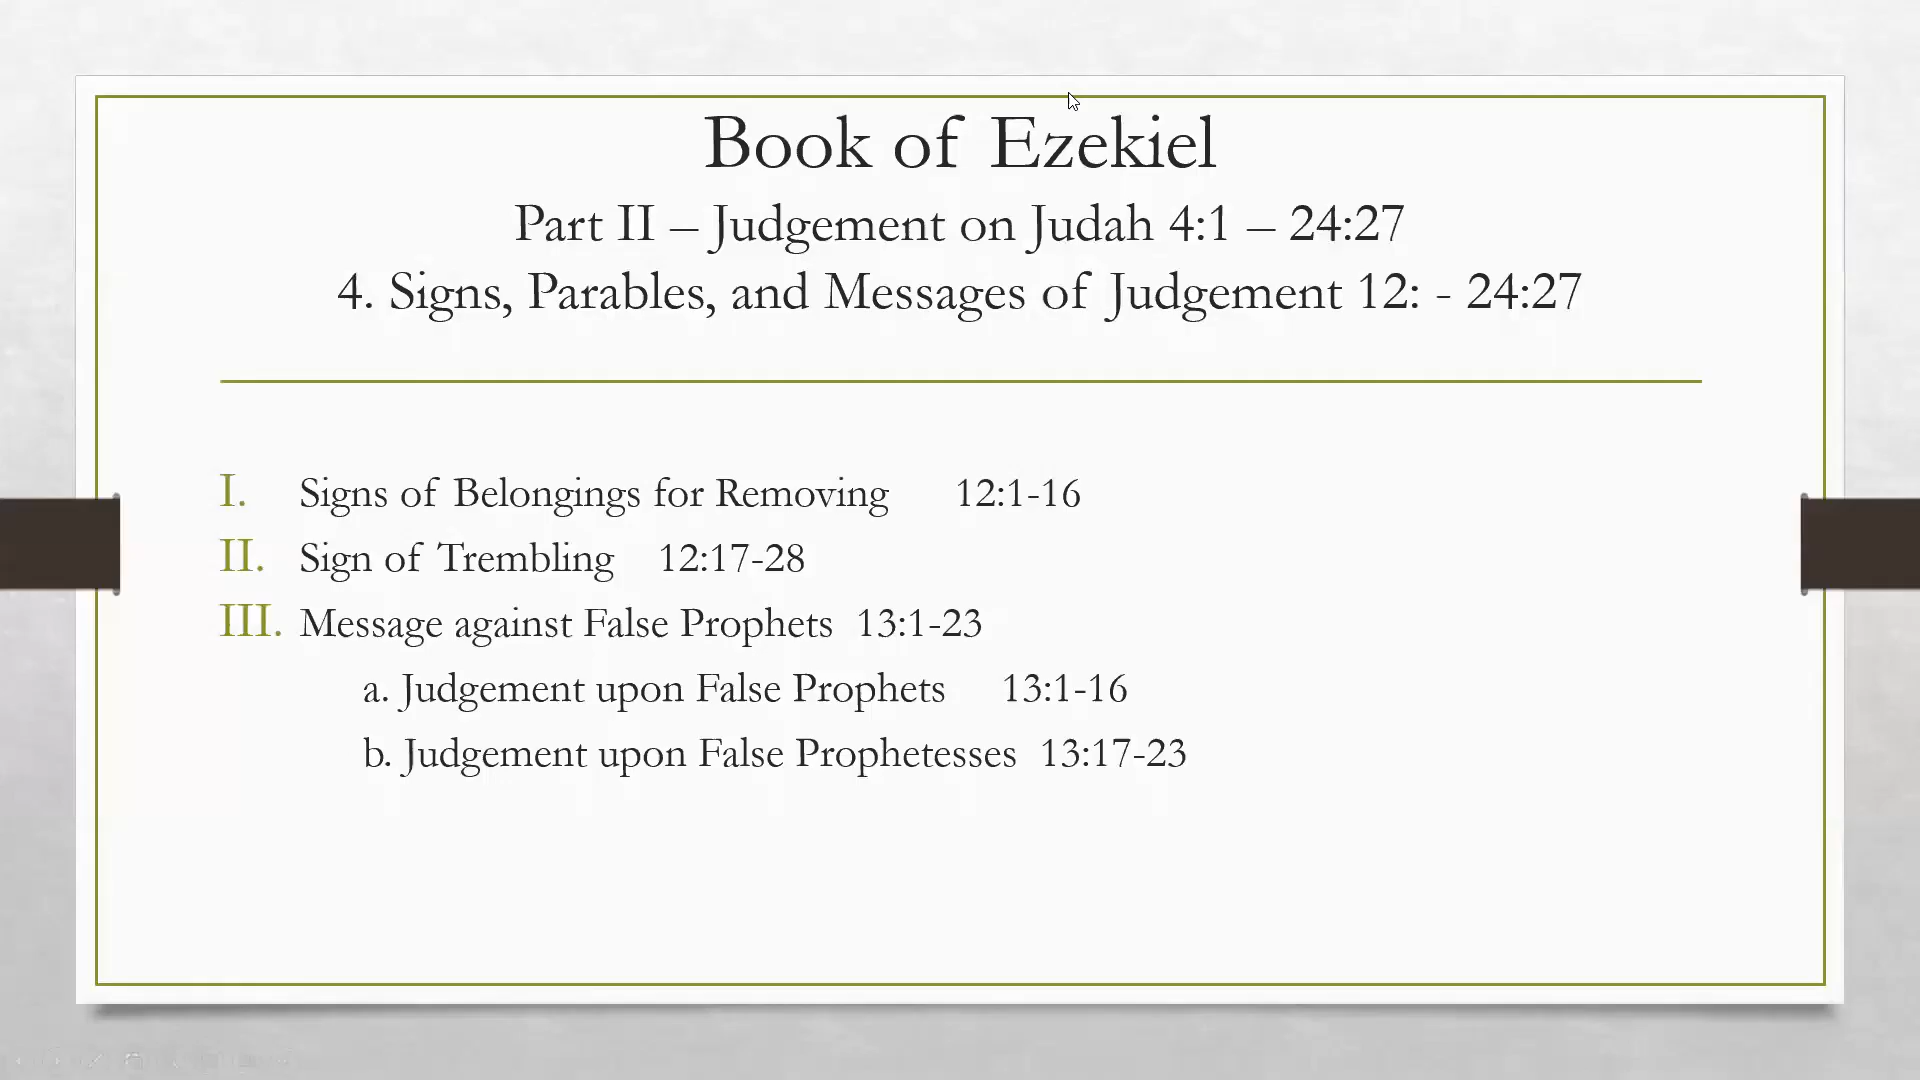 Book of Ezekiel
Part II – Judgement on Judah 4:1 – 24:27
4. Signs, Parables, and Messages of Judgement 12: - 24:27
I. Signs of Belongings for Removing 12:1-16
II. Sign of Trembling 12:17-28
III. Message against False Prophets 13:1-23
a. Judgement upon False Prophets 13:1-16
b. Judgement upon False Prophetesses 13:17-23